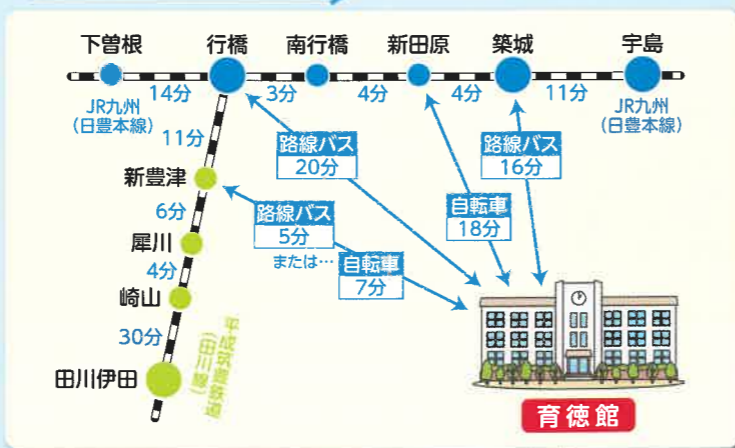 下曽根
行橋
南行橋
新田原
築城
宇島
14分
3分
4分
4分
11分
JR九州
(日豊本線)
JR九州
(日豊本線)
11分
新豊津
6分
犀川
4分
崎山
30分
田川伊田
平成筑豊鉄道
(田川線)
路線バス
20分
路線バス
5分
または…
自転車
7分
自転車
18分
路線バス
16分
育徳館